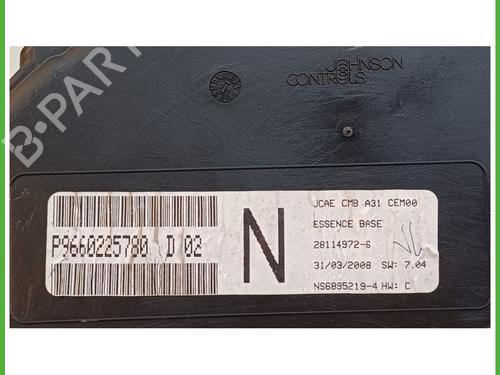 JOHNSON
CONTROLS
B-PARTS
JCAE CMB A31 CEM00
ESSENCE BASE
P9660225780 D 02
N
28114972-6
31/03/2008 SW: 7.04
NS6895219-4 HW: C